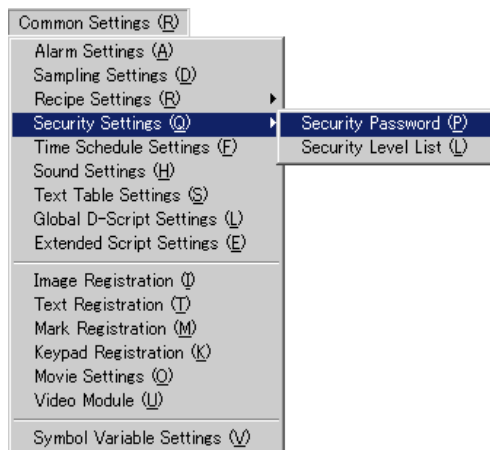 Common Settings (R)
Alarm Settings (A)
Sampling Settings (D)
Recipe Settings (R)
Security Settings (Q)
Security Password (P)
Security Level List (L)
Time Schedule Settings (F)
Sound Settings (H)
Text Table Settings (S)
Global D-Script Settings (L)
Extended Script Settings (E)
Image Registration (I)
Text Registration (T)
Mark Registration (M)
Keypad Registration (K)
Movie Settings (O)
Video Module (U)
Symbol Variable Settings (V)